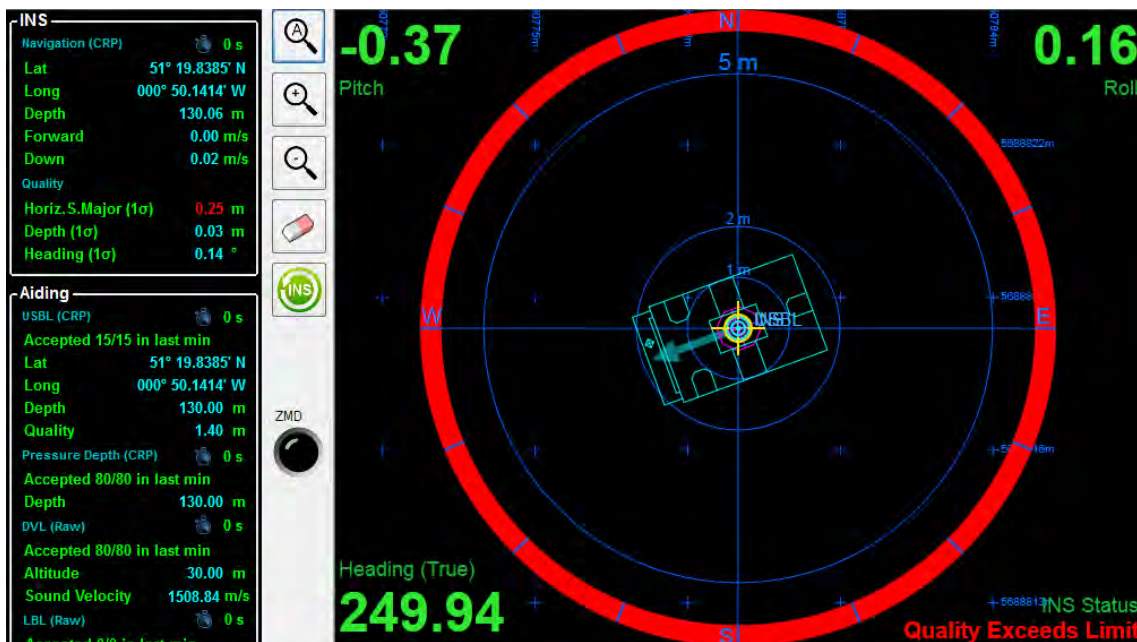 INS
Navigation (CRP) 0 s
Lat 51° 19.8385' N
Long 000° 50.1414' W
Depth 130.06 m
Forward 0.00 m/s
Down 0.02 m/s
Quality
Horiz.S.Major (1σ) 0.25 m
Depth (1σ) 0.03 m
Heading (1σ) 0.14 °
Aiding
USBL (CRP) 0 s
Accepted 15/15 in last min
Lat 51° 19.8385' N
Long 000° 50.1414' W
Depth 130.00 m
Quality 1.40 m
Pressure Depth (CRP) 0 s
Accepted 80/80 in last min
Depth 130.00 m
DVL (Raw) 0 s
Accepted 80/80 in last min
Altitude 30.00 m
Sound Velocity 1508.84 m/s
LBL (Raw) 0 s
A
+
-
INS
ZMD
-0.37
Pitch
0.16
Roll
N
5 m
2 m
1 m
W
E
S
5688822m
Heading (True)
249.94
INS Status
Quality Exceeds Limit